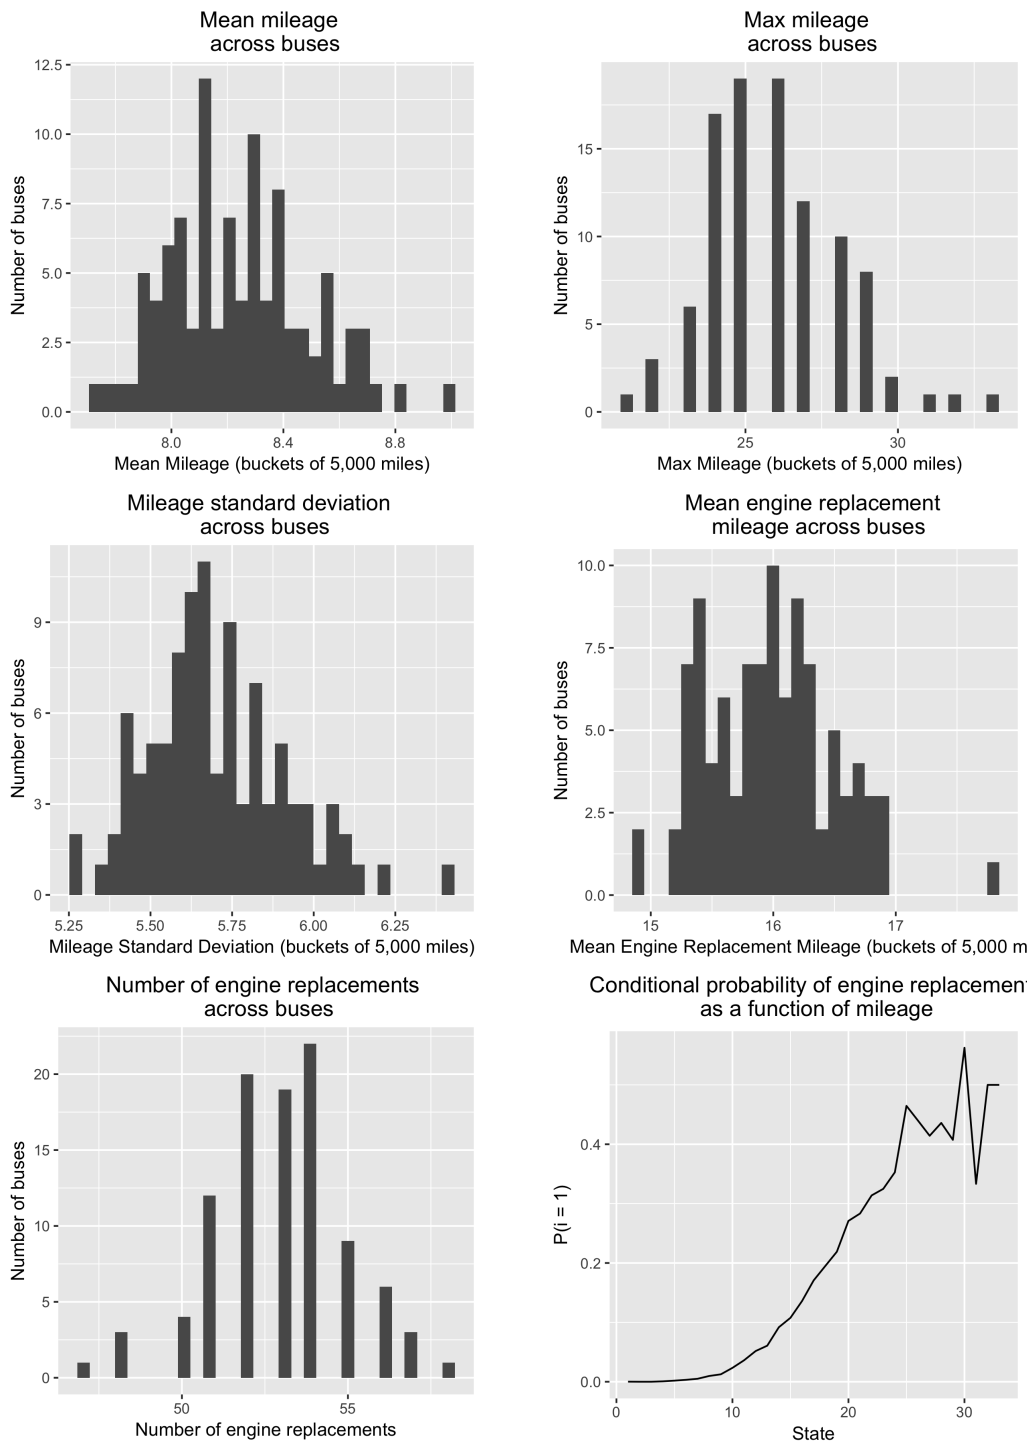 Mean mileage
across buses
12.5
10.0
7.5
5.0
2.5
0.0
Number of buses
8.0 8.4 8.8
Mean Mileage (buckets of 5,000 miles)
Max mileage
across buses
15
10
5
0
Number of buses
25 30
Max Mileage (buckets of 5,000 miles)
Mileage standard deviation
across buses
9
6
3
0
Number of buses
5.25 5.50 5.75 6.00 6.25
Mileage Standard Deviation (buckets of 5,000 miles)
Mean engine replacement
mileage across buses
10.0
7.5
5.0
2.5
0.0
Number of buses
15 16 17
Mean Engine Replacement Mileage (buckets of 5,000 m
Number of engine replacements
across buses
20
15
10
5
0
Number of buses
50 55
Number of engine replacements
Conditional probability of engine replacement
as a function of mileage
0.4
0.2
0.0
P(i = 1)
0 10 20 30
State